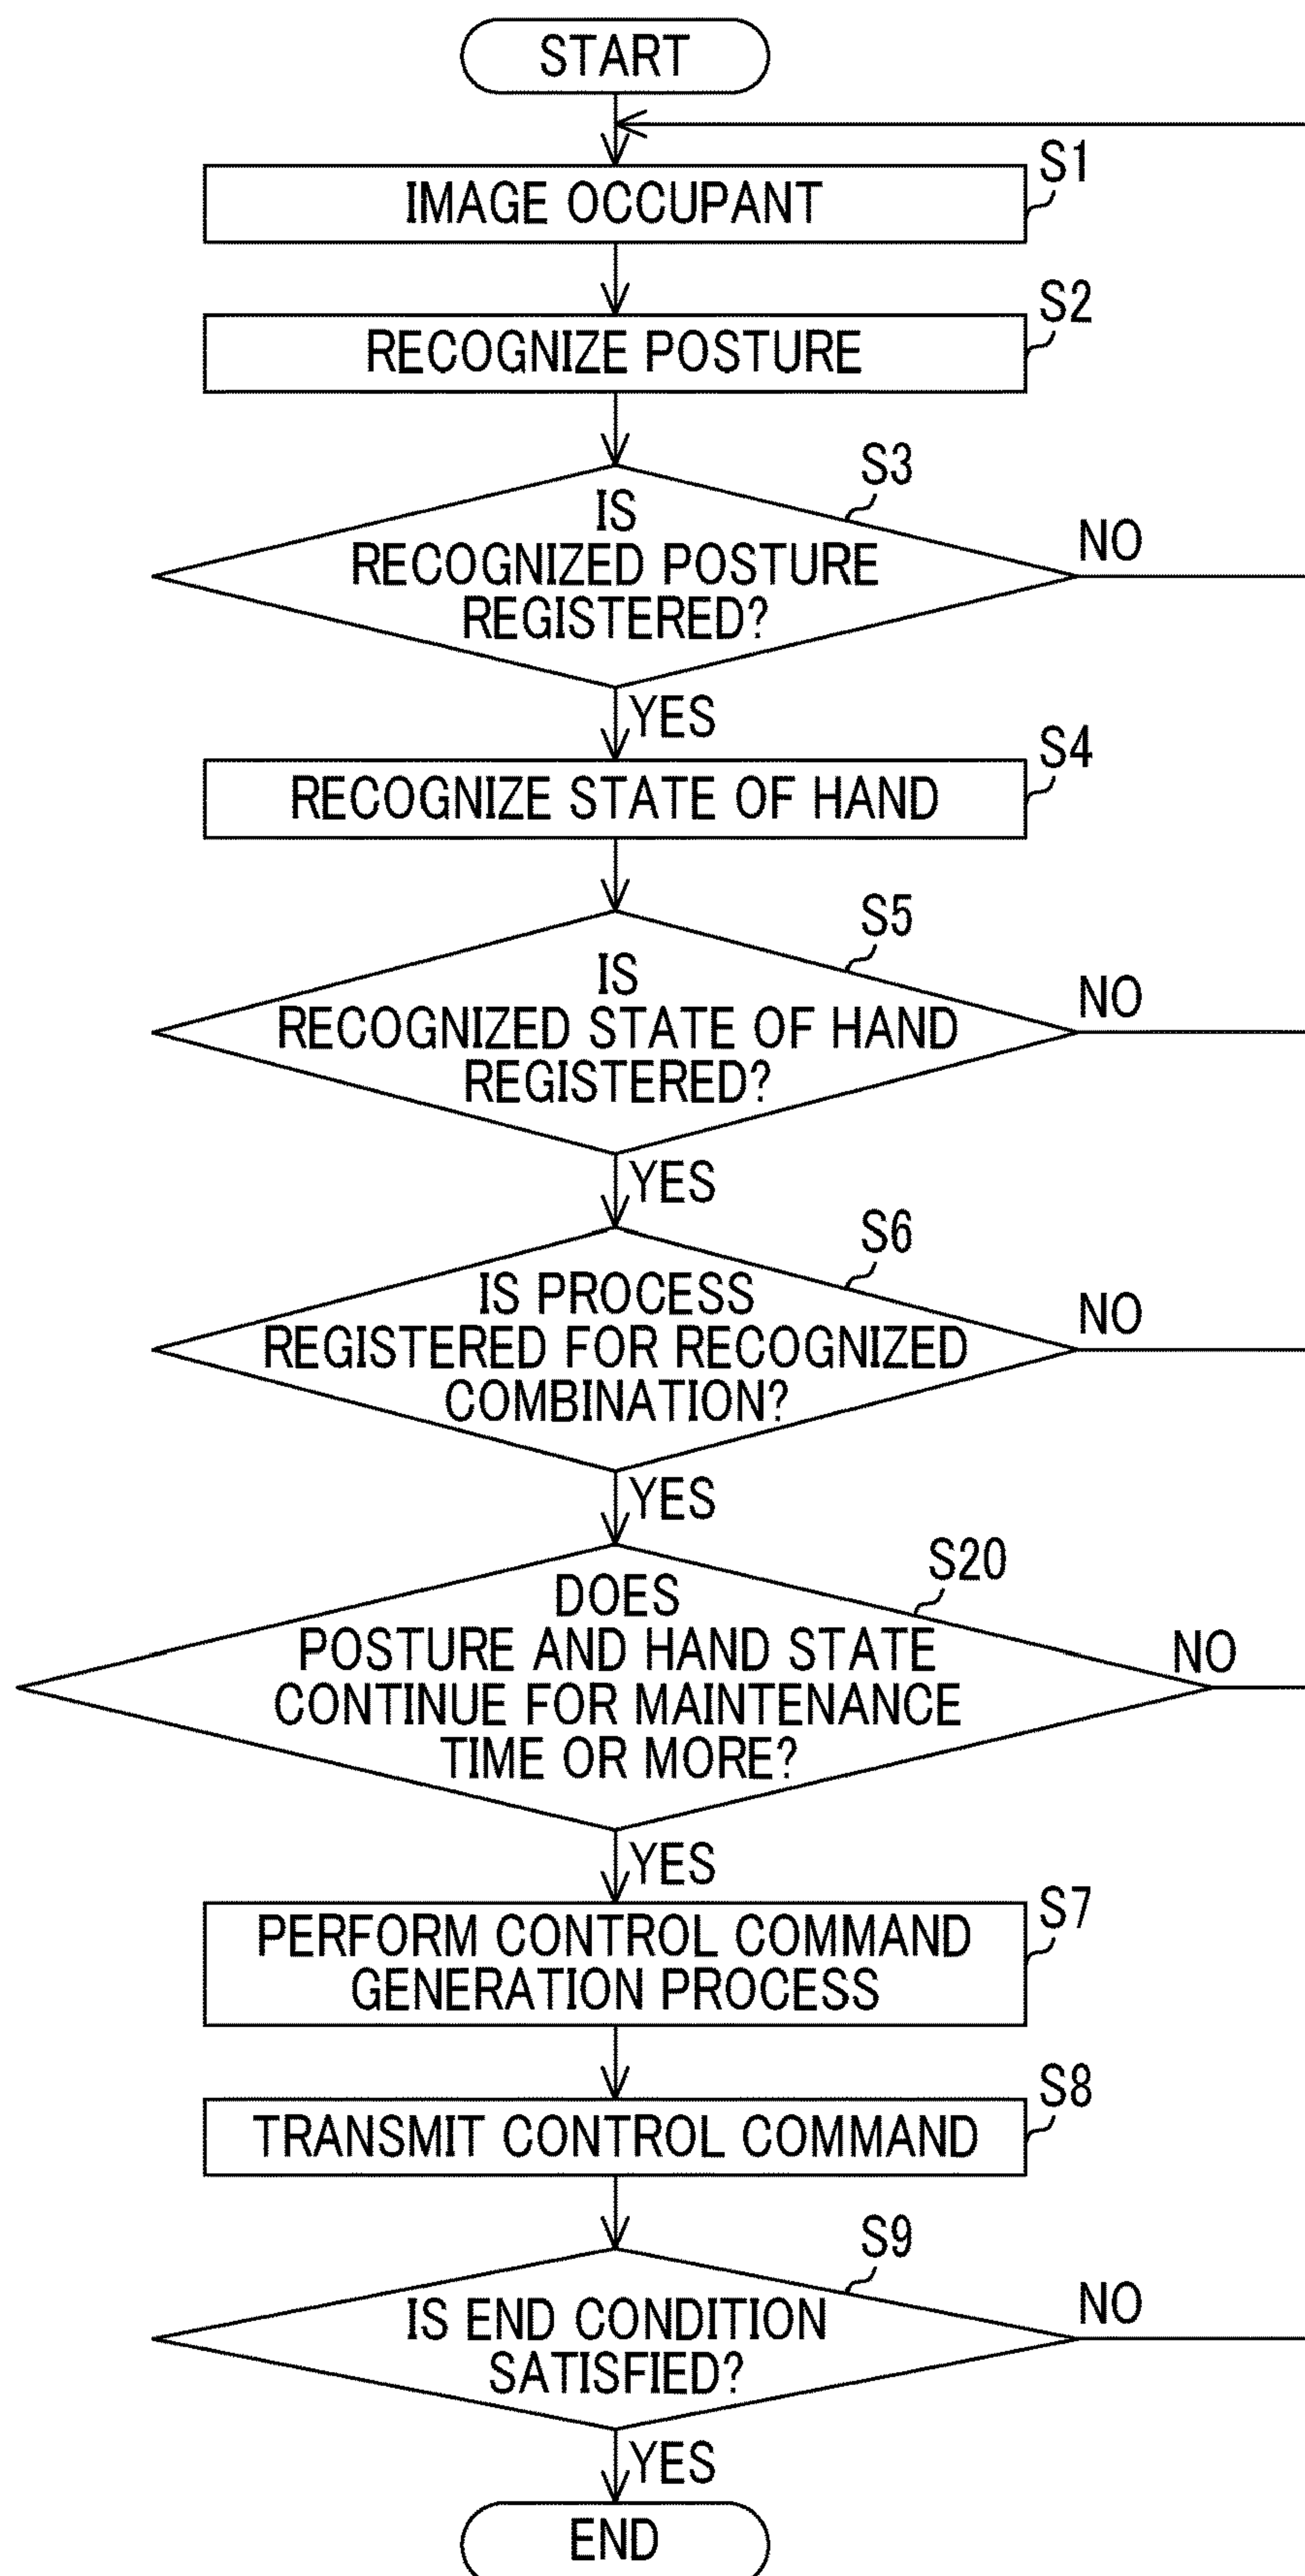 START
S1
IMAGE OCCUPANT
S2
RECOGNIZE POSTURE
S3
IS
RECOGNIZED POSTURE
REGISTERED?
NO
YES
S4
RECOGNIZE STATE OF HAND
S5
IS
RECOGNIZED STATE OF HAND
REGISTERED?
NO
YES
S6
IS PROCESS
REGISTERED FOR RECOGNIZED
COMBINATION?
NO
YES
S20
DOES
POSTURE AND HAND STATE
CONTINUE FOR MAINTENANCE
TIME OR MORE?
NO
YES
S7
PERFORM CONTROL COMMAND
GENERATION PROCESS
S8
TRANSMIT CONTROL COMMAND
S9
IS END CONDITION
SATISFIED?
NO
YES
END